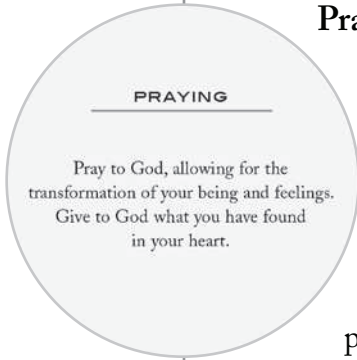 Pra
PRAYING
Pray to God, allowing for the
transformation of your being and feelings.
Give to God what you have found
in your heart.
p